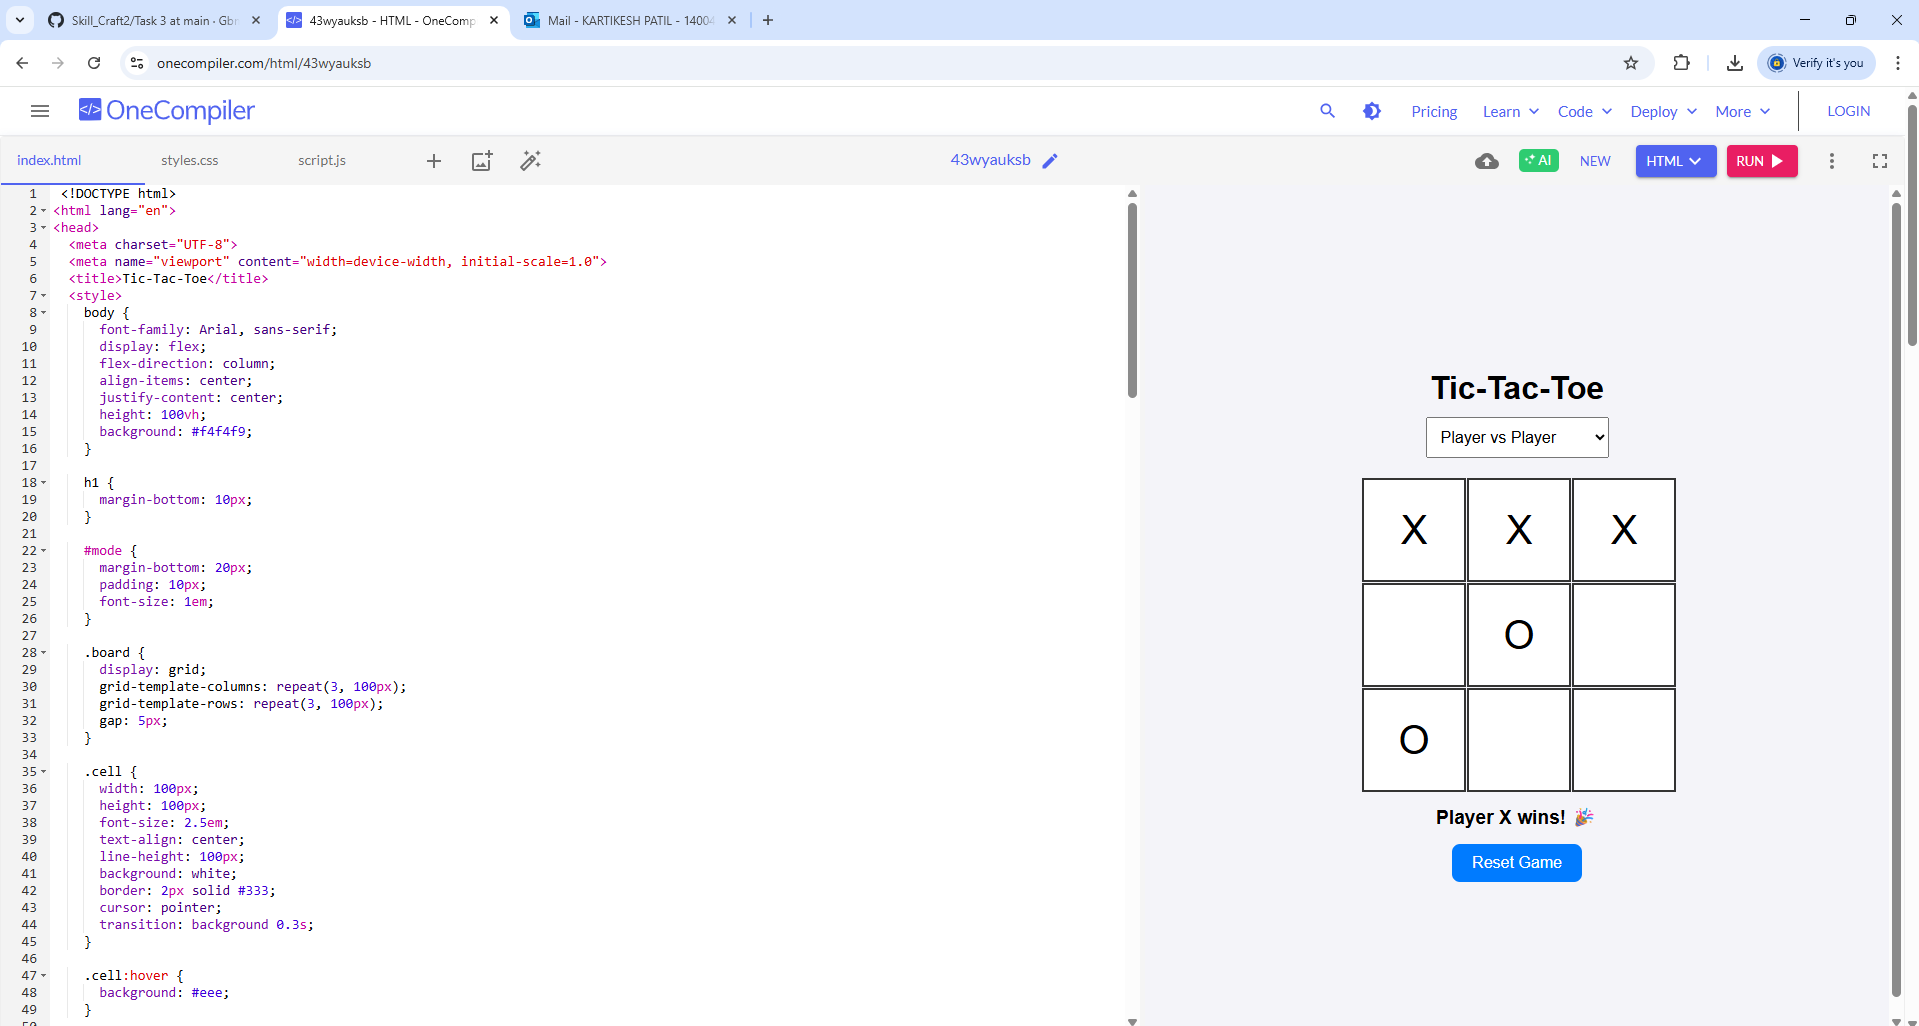 Skill_Craft2/Task 3 at main · Gbr
43wyauksb - HTML - OneComp
Mail - KARTIKESH PATIL - 1400
onecompiler.com/html/43wyauksb
Verify it's you
</> OneCompiler
Pricing
Learn
Code
Deploy
More
LOGIN
index.html
styles.css
script.js
43wyauksb
AI
NEW
HTML
RUN
1 <!DOCTYPE html>
2 <html lang="en">
3 <head>
4 <meta charset="UTF-8">
5 <meta name="viewport" content="width=device-width, initial-scale=1.0">
6 <title>Tic-Tac-Toe</title>
7 <style>
8 body {
9 font-family: Arial, sans-serif;
10 display: flex;
11 flex-direction: column;
12 align-items: center;
13 justify-content: center;
14 height: 100vh;
15 background: #f4f4f9;
16 }
17
18 h1 {
19 margin-bottom: 10px;
20 }
21
22 #mode {
23 margin-bottom: 20px;
24 padding: 10px;
25 font-size: 1em;
26 }
27
28 .board {
29 display: grid;
30 grid-template-columns: repeat(3, 100px);
31 grid-template-rows: repeat(3, 100px);
32 gap: 5px;
33 }
34
35 .cell {
36 width: 100px;
37 height: 100px;
38 font-size: 2.5em;
39 text-align: center;
40 line-height: 100px;
41 background: white;
42 border: 2px solid #333;
43 cursor: pointer;
44 transition: background 0.3s;
45 }
46
47 .cell:hover {
48 background: #eee;
49 }
50
Tic-Tac-Toe
Player vs Player
X X X
O
O
Player X wins! 🎉
Reset Game